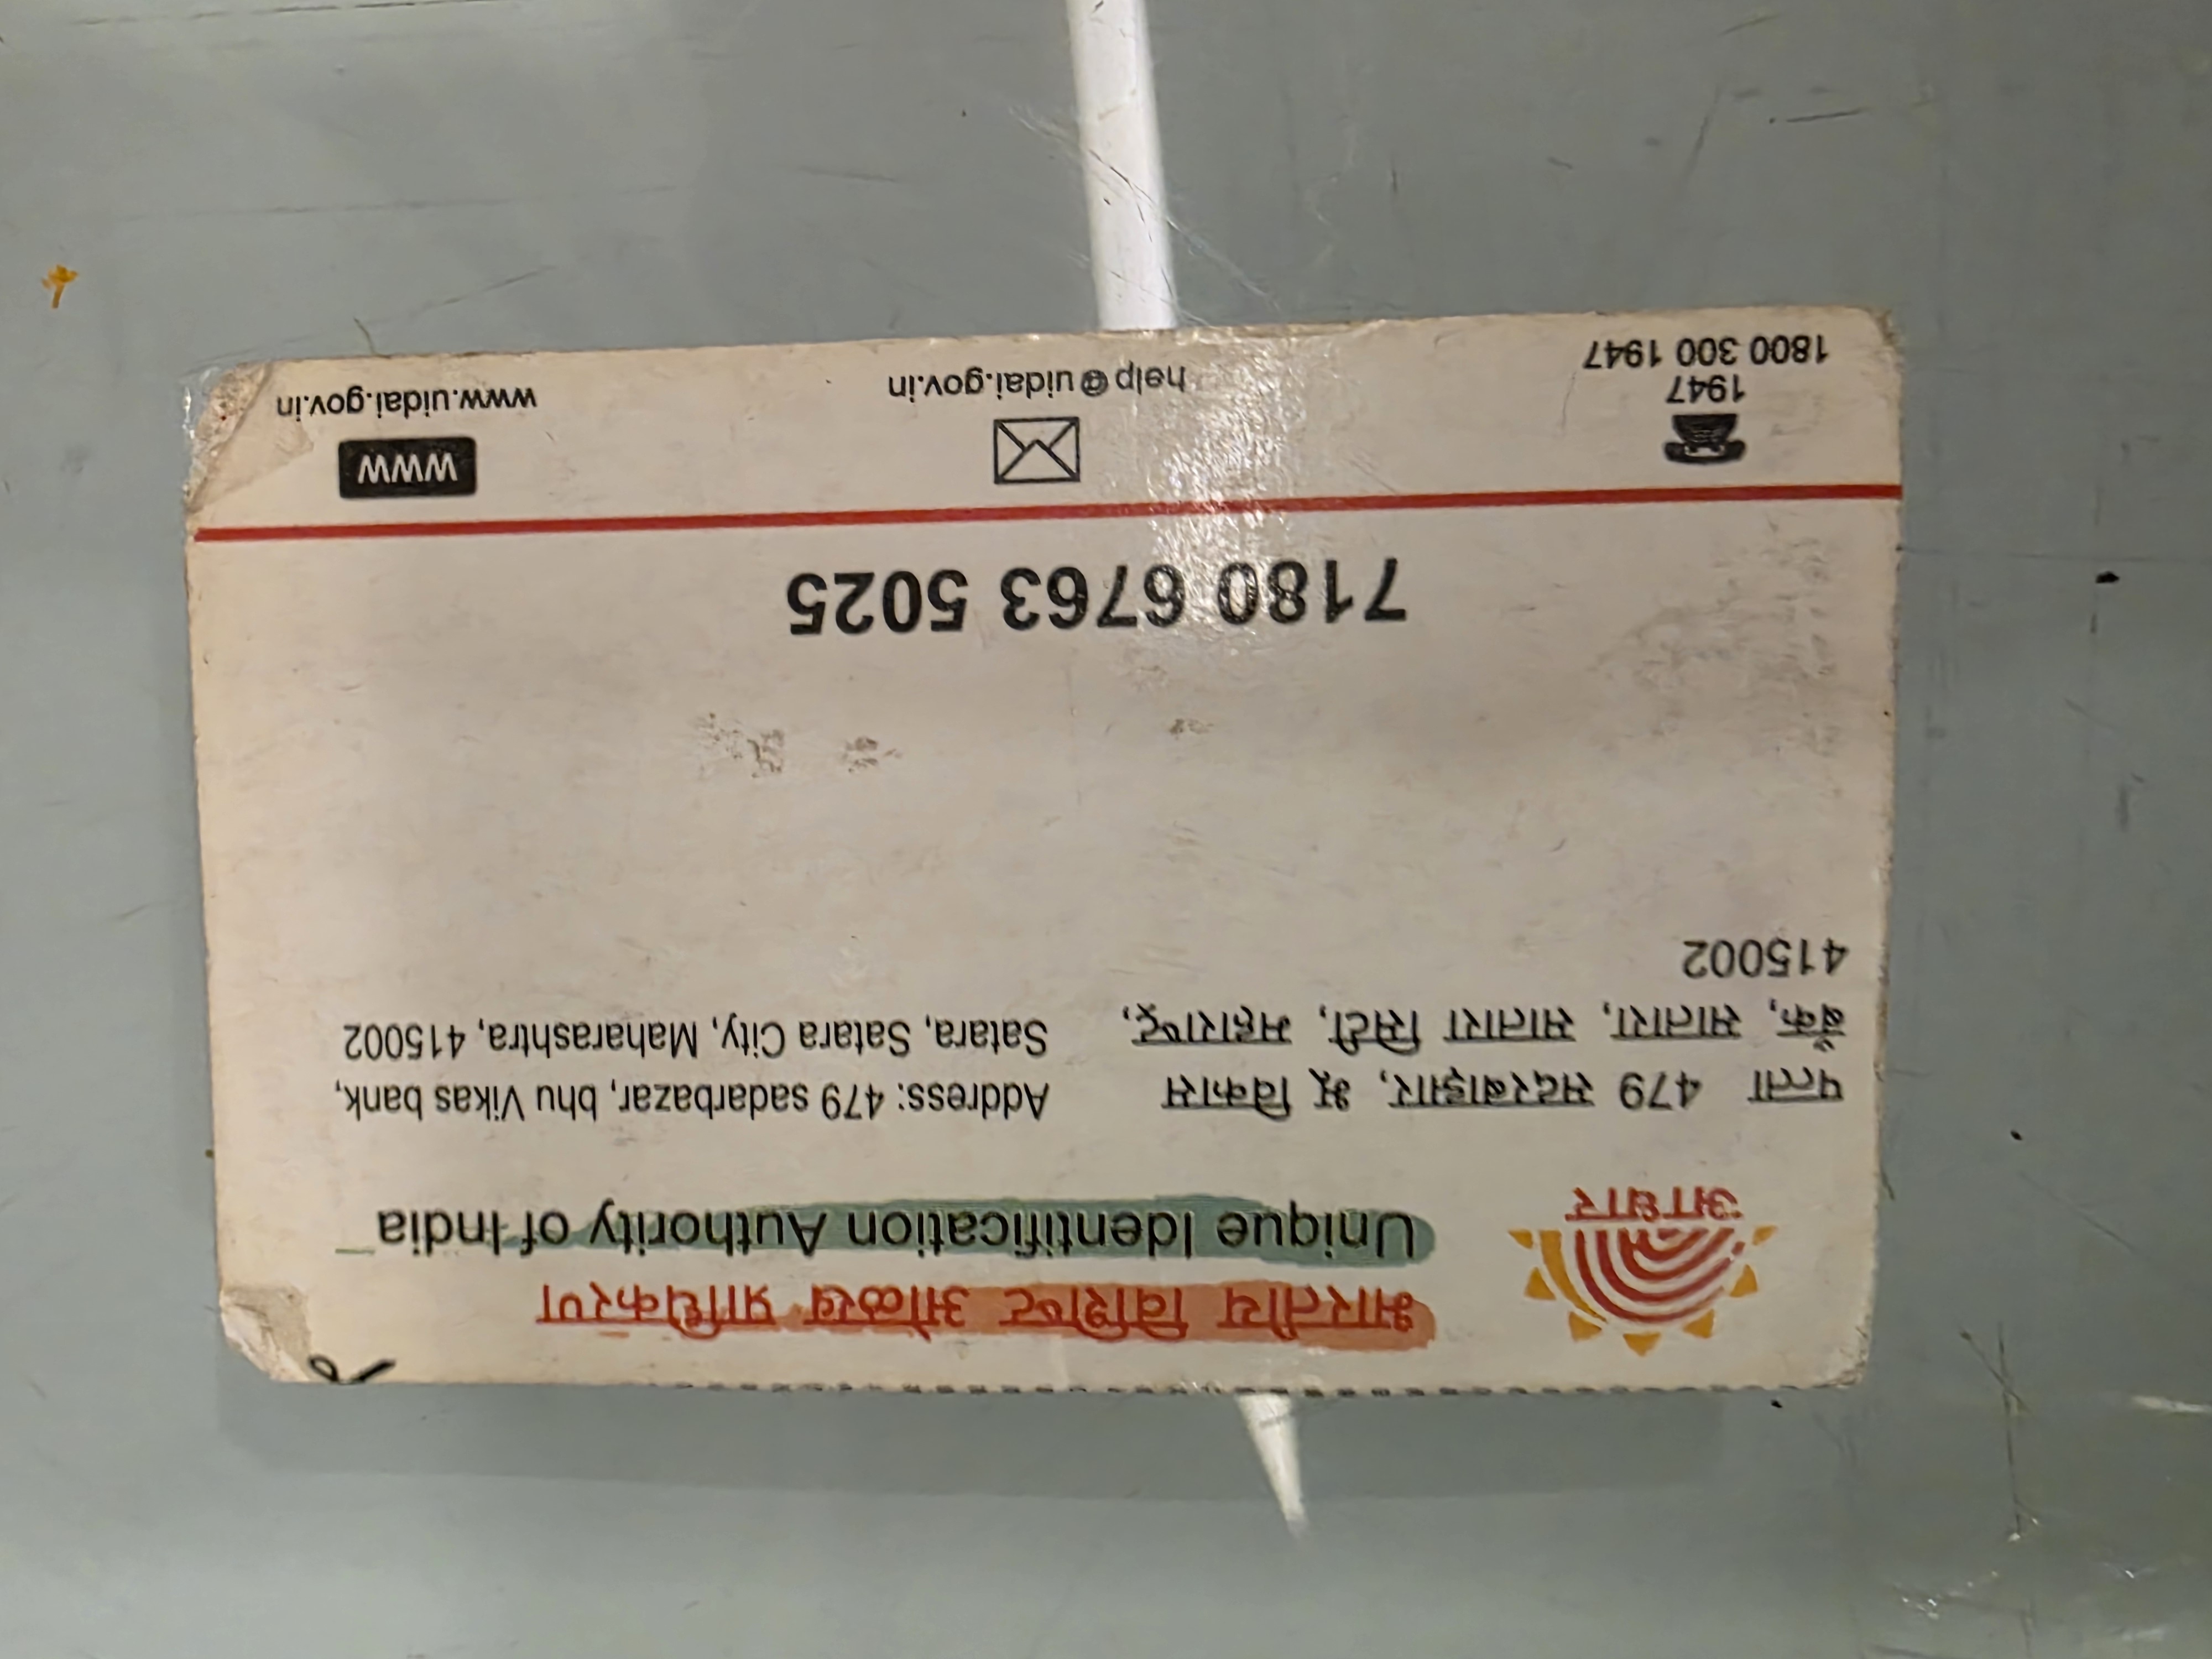 भारतीय विशिष्ट ओळख प्राधिकरण
Unique Identification Authority of India
आधार
पत्ता 479 सदरबाझार, भू विकास
बँक, सातारा, सातारा सिटी, महाराष्ट्र,
415002
Address: 479 sadarbazar, bhu Vikas bank,
Satara, Satara City, Maharashtra, 415002
7180 6763 5025
1947
1800 300 1947
help@uidai.gov.in
WWW
www.uidai.gov.in